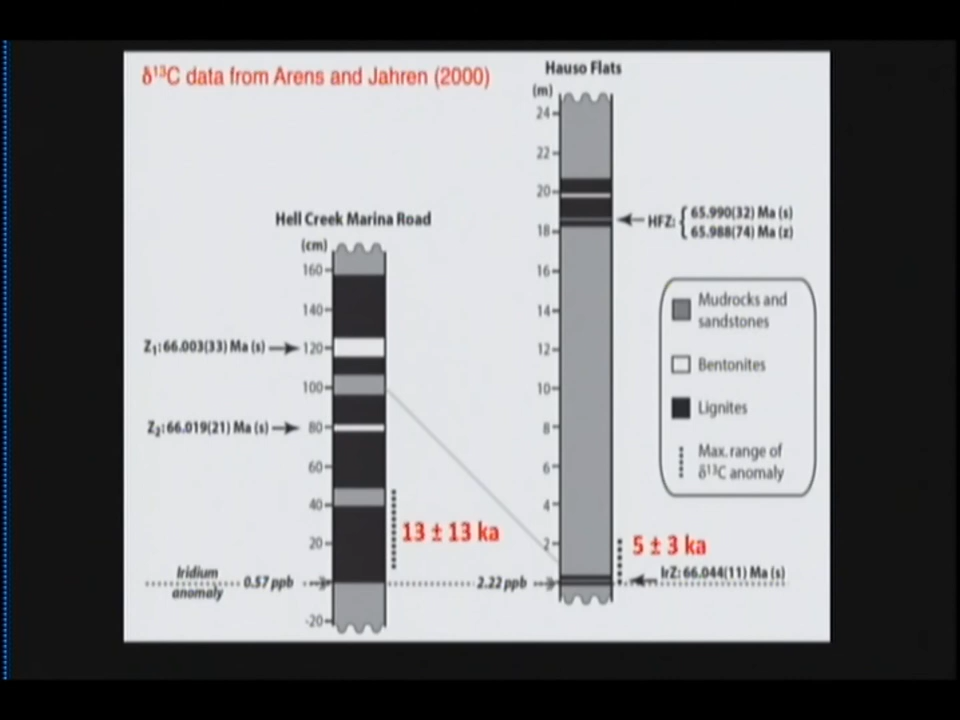 δ¹³C data from Arens and Jahren (2000)
Hauso Flats
(m)
24
22
20
18
16
14
12
10
8
6
4
2
HFZ: { 65.990(32) Ma (s)
65.988(74) Ma (z)
Hell Creek Marina Road
(cm)
160
140
120
100
80
60
40
20
-20
Z₁: 66.003(33) Ma (s)
Z₂: 66.019(21) Ma (s)
13 ± 13 ka
5 ± 3 ka
Iridium
anomaly
0.57 ppb
2.22 ppb
IrZ: 66.044(11) Ma (s)
Mudrocks and
sandstones
Bentonites
Lignites
Max. range of
δ¹³C anomaly